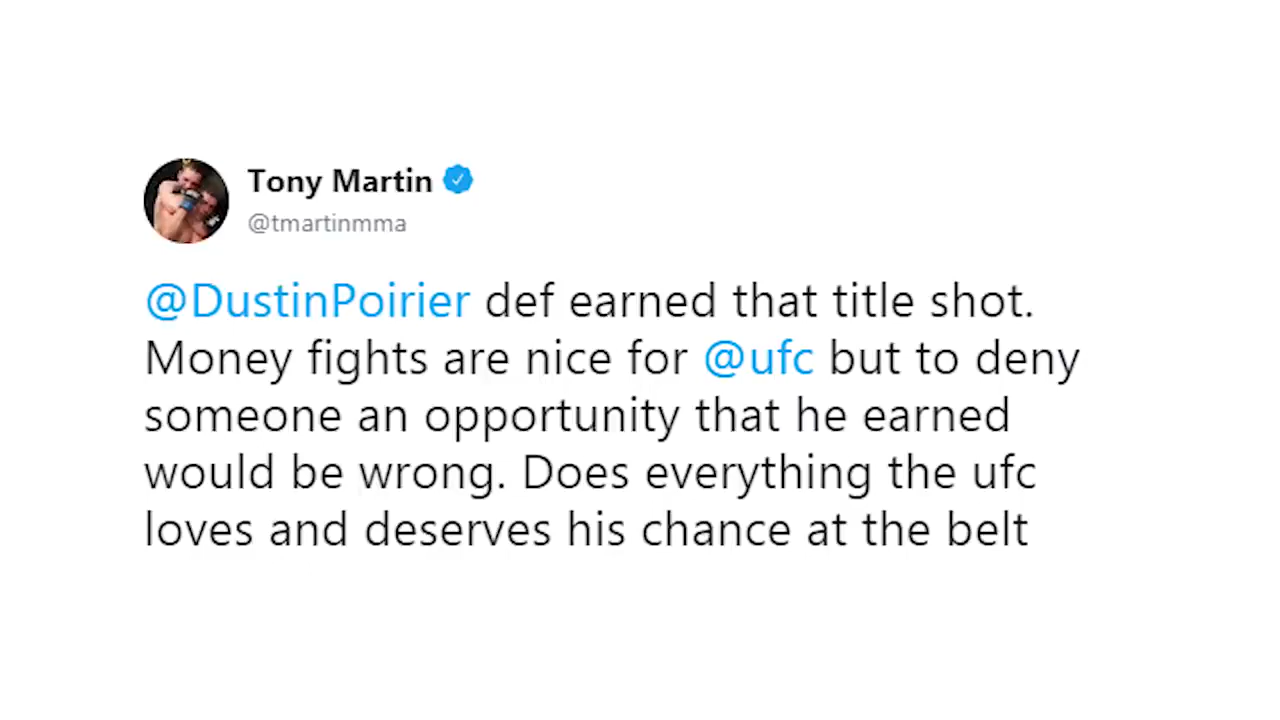 Tony Martin
@tmartinmma
@DustinPoirier def earned that title shot.
Money fights are nice for @ufc but to deny
someone an opportunity that he earned
would be wrong. Does everything the ufc
loves and deserves his chance at the belt